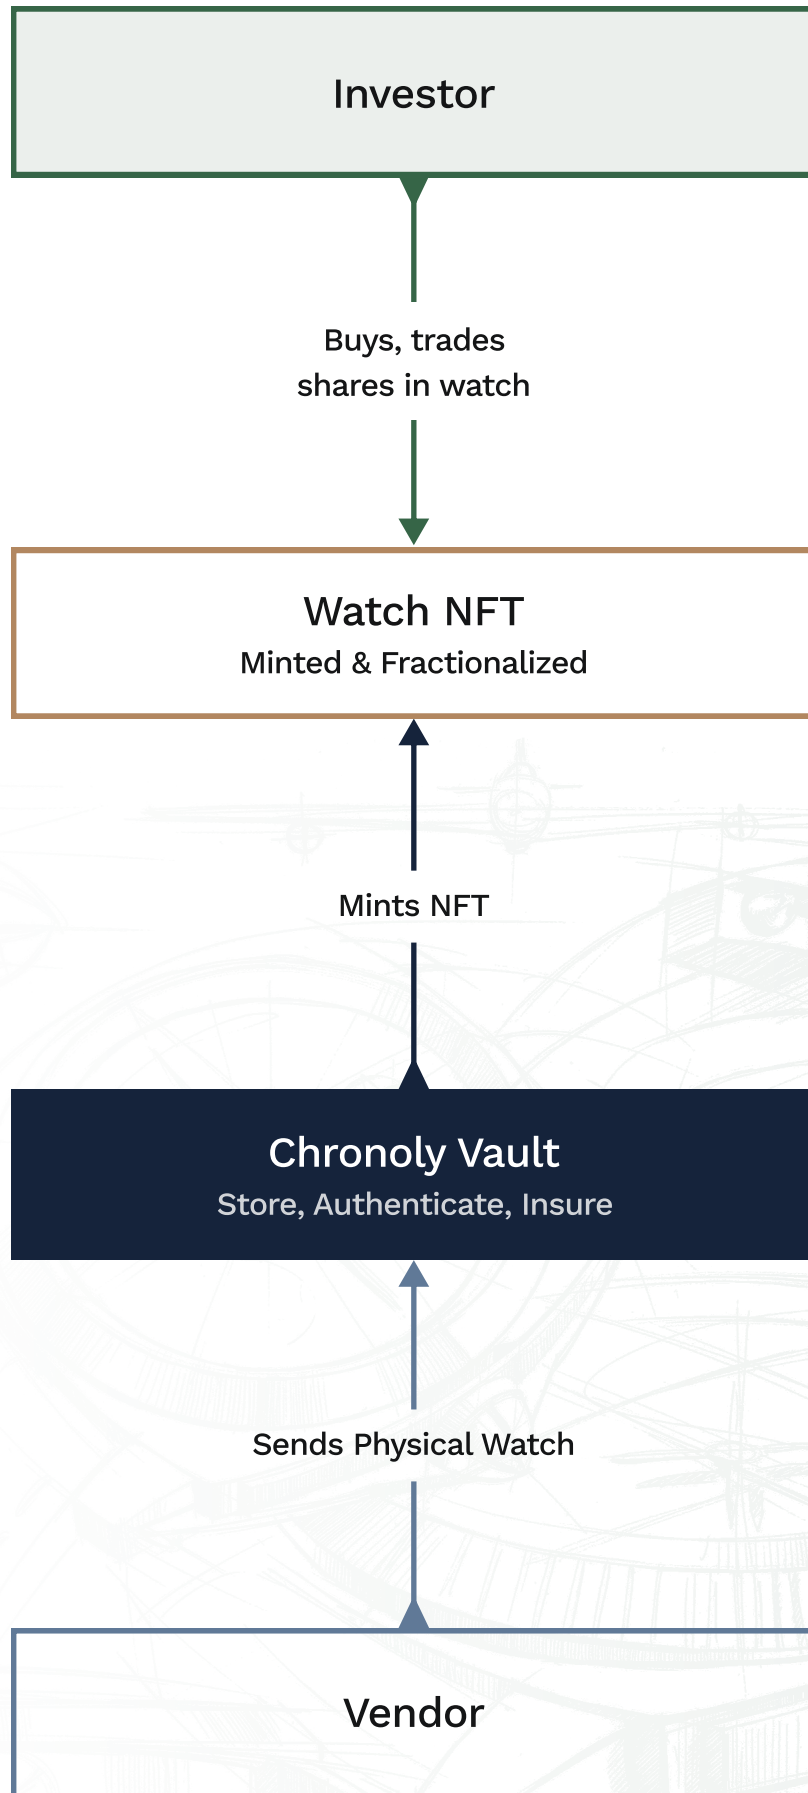 Investor
Buys, trades
shares in watch
Watch NFT
Minted & Fractionalized
Mints NFT
Chronoly Vault
Store, Authenticate, Insure
Sends Physical Watch
Vendor